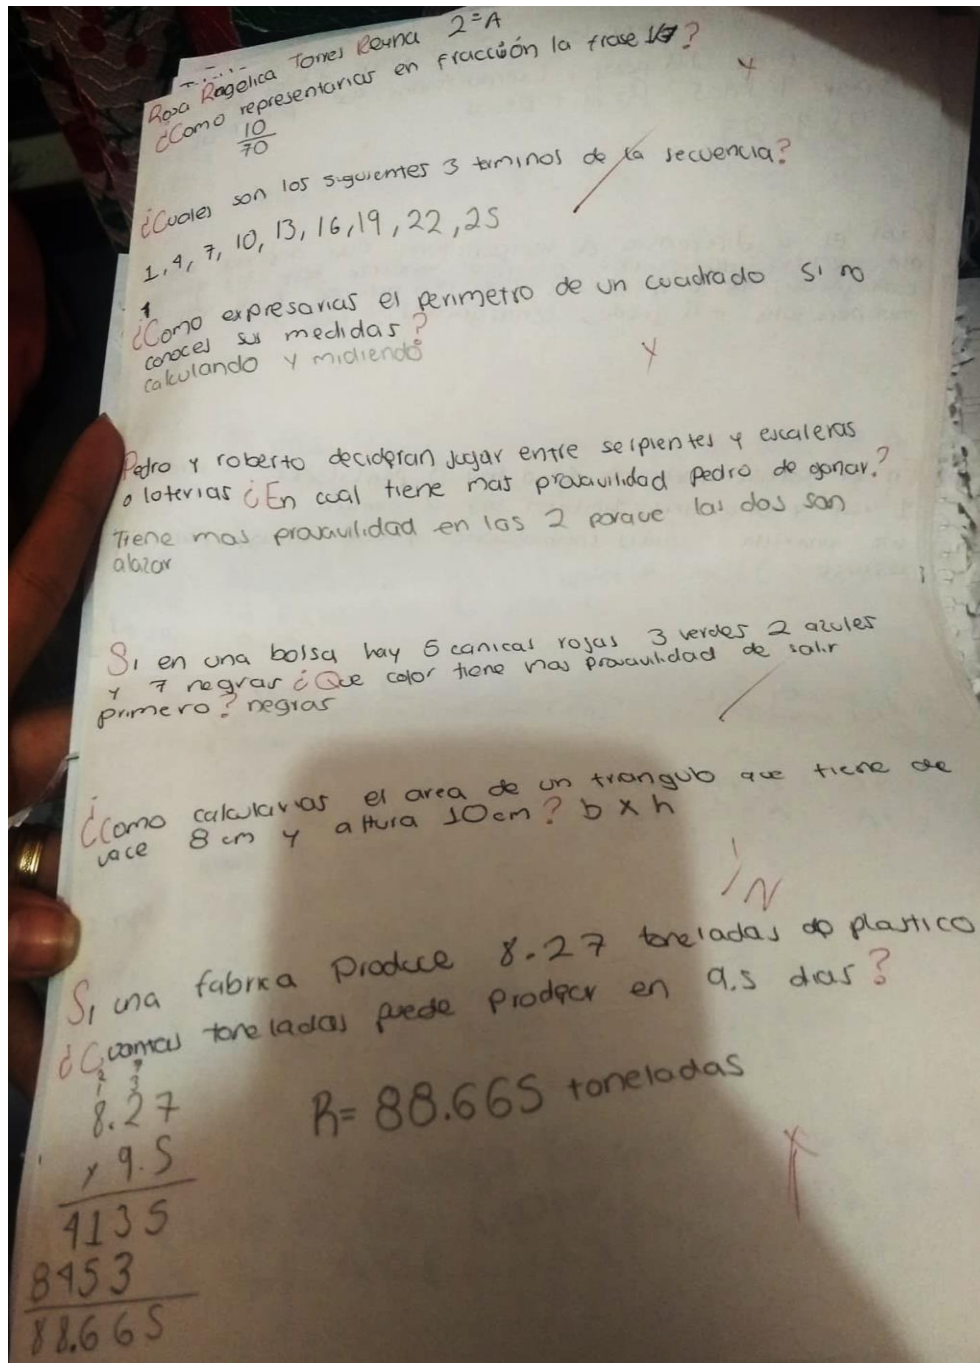 Rosa Angelica Torres Reyna 2=A
¿Como representarias en fracción la frase 1/7?
10
70
¿Cuales son los siguientes 3 terminos de la secuencia?
1, 4, 7, 10, 13, 16, 19, 22, 25
¿Como expresarias el perimetro de un cuadrado si no
conoces sus medidas?
calculando y midiendo
Pedro y roberto decideran jugar entre serpientes y escaleras
o loterias ¿En cual tiene mas provavilidad Pedro de ganar?
Tiene mas provavilidad en las 2 porque las dos son
alazar
Si en una bolsa hay 5 canicas rojas 3 verdes 2 azules
y 7 negras ¿Que color tiene mas provavilidad de salir
primero? negras
¿Como calcularias el area de un triangulo que tiene de
vace 8 cm y altura 10cm? b x h
Si una fabrica produce 8.27 toneladas de plastico
¿Cuantas toneladas puede producir en 9.5 dias?
8.27
x 9.5
4135
8453
88.665
R= 88.665 toneladas